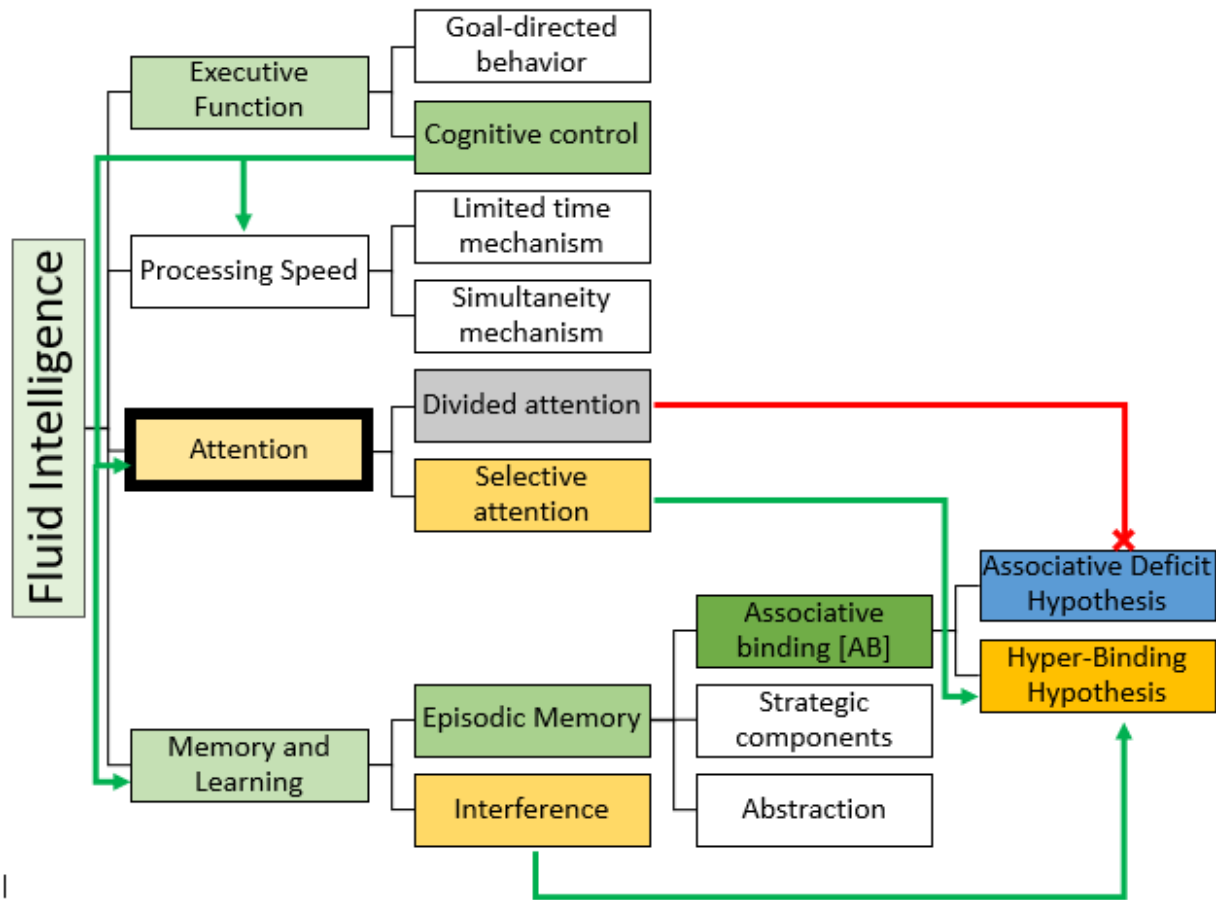 Fluid Intelligence
Executive
Function
Goal-directed
behavior
Cognitive control
Processing Speed
Limited time
mechanism
Simultaneity
mechanism
Attention
Divided attention
Selective
attention
Memory and
Learning
Episodic Memory
Interference
Associative
binding [AB]
Strategic
components
Abstraction
Associative Deficit
Hypothesis
Hyper-Binding
Hypothesis